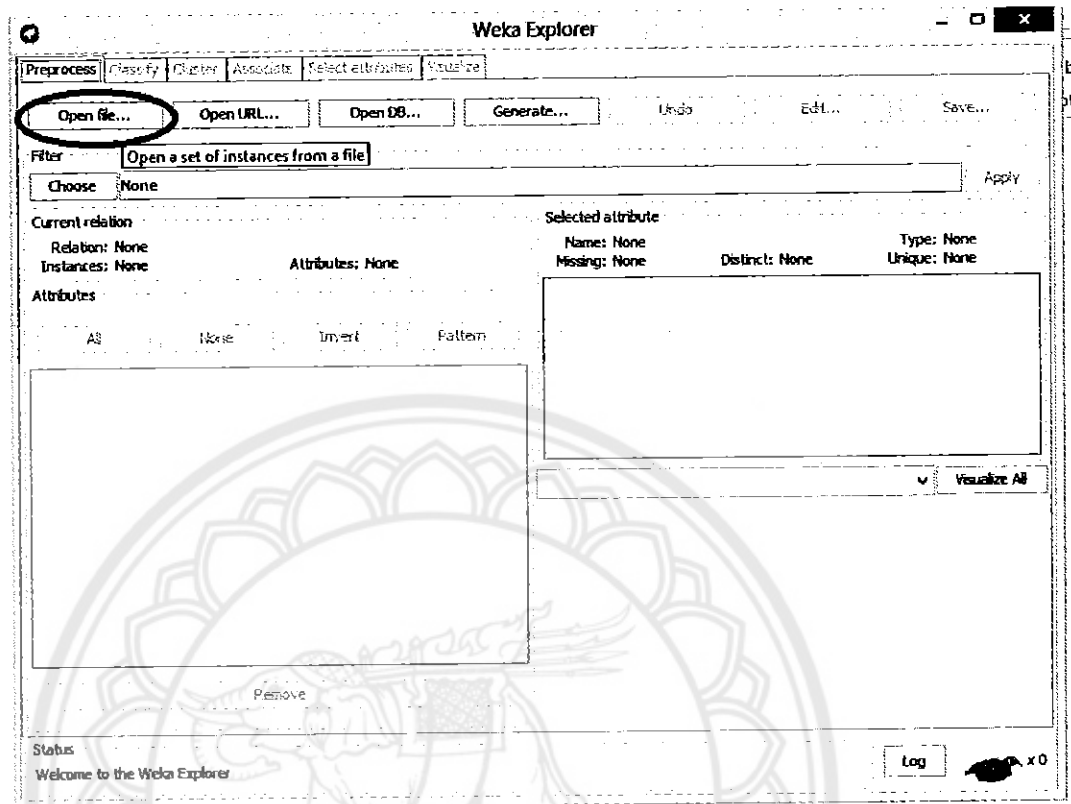 Weka Explorer
Preprocess Classify Cluster Associate Select attributes Visualize
Open file... Open URL... Open DB... Generate... Undo Edit... Save...
Filter
Open a set of instances from a file
Choose None Apply
Current relation
Relation: None
Instances: None Attributes: None
Selected attribute
Name: None Type: None
Missing: None Distinct: None Unique: None
Attributes
All None Invert Pattern
Visualize All
Remove
Status
Welcome to the Weka Explorer
Log x 0